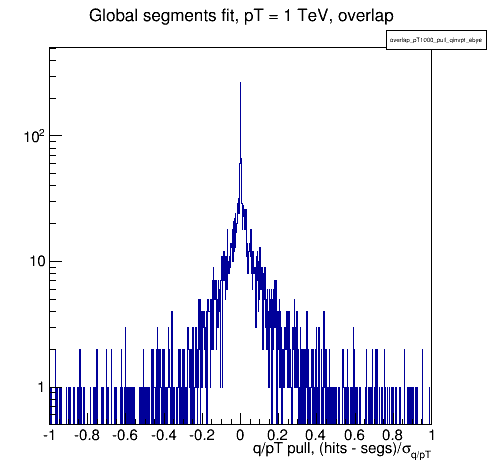 Global segments fit, pT = 1 TeV, overlap
overlap_pT1000_pull_qinvpt_ebye
10²
10
1
-1 -0.8 -0.6 -0.4 -0.2 0 0.2 0.4 0.6 0.8 1
q/pT pull, (hits - segs)/σq/pT